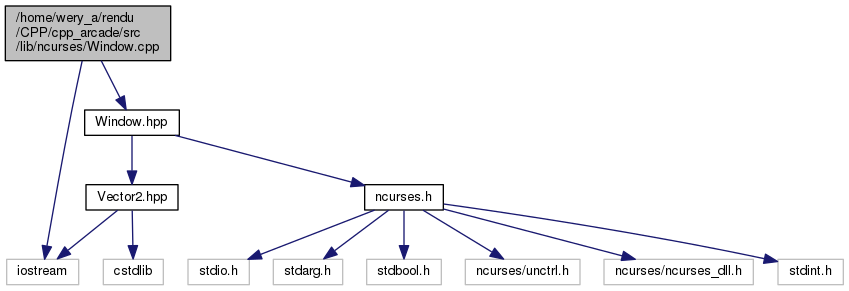 /home/wery_a/rendu
/CPP/cpp_arcade/src
/lib/ncurses/Window.cpp
Window.hpp
Vector2.hpp
ncurses.h
iostream
cstdlib
stdio.h
stdarg.h
stdbool.h
ncurses/unctrl.h
ncurses/ncurses_dll.h
stdint.h